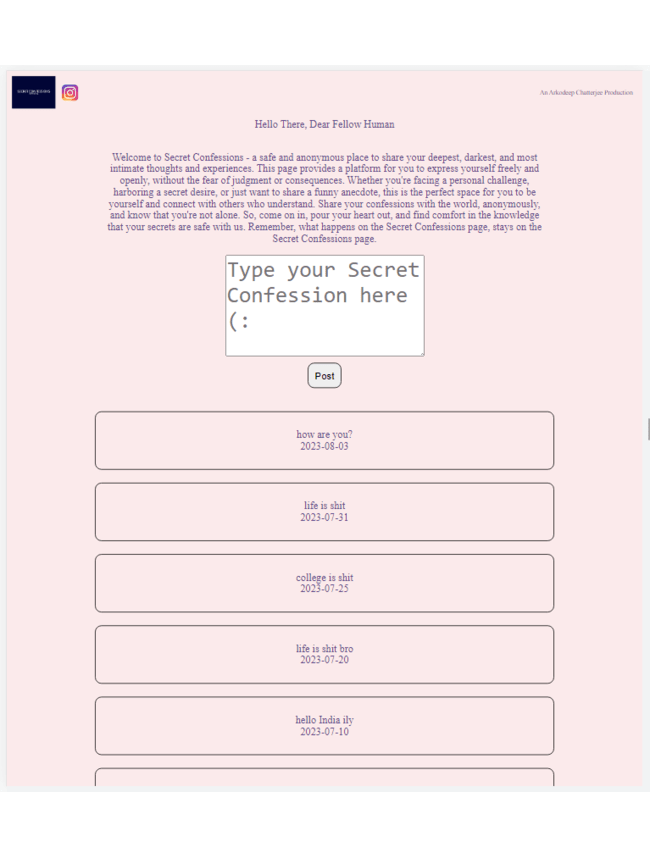 An Arkodeep Chatterjee Production
Hello There, Dear Fellow Human
Welcome to Secret Confessions - a safe and anonymous place to share your deepest, darkest, and most
intimate thoughts and experiences. This page provides a platform for you to express yourself freely and
openly, without the fear of judgment or consequences. Whether you're facing a personal challenge,
harboring a secret desire, or just want to share a funny anecdote, this is the perfect space for you to be
yourself and connect with others who understand. Share your confessions with the world, anonymously,
and know that you're not alone. So, come on in, pour your heart out, and find comfort in the knowledge
that your secrets are safe with us. Remember, what happens on the Secret Confessions page, stays on the
Secret Confessions page.
Type your Secret
Confession here
(:
Post
how are you?
2023-08-03
life is shit
2023-07-31
college is shit
2023-07-25
life is shit bro
2023-07-20
hello India ily
2023-07-10